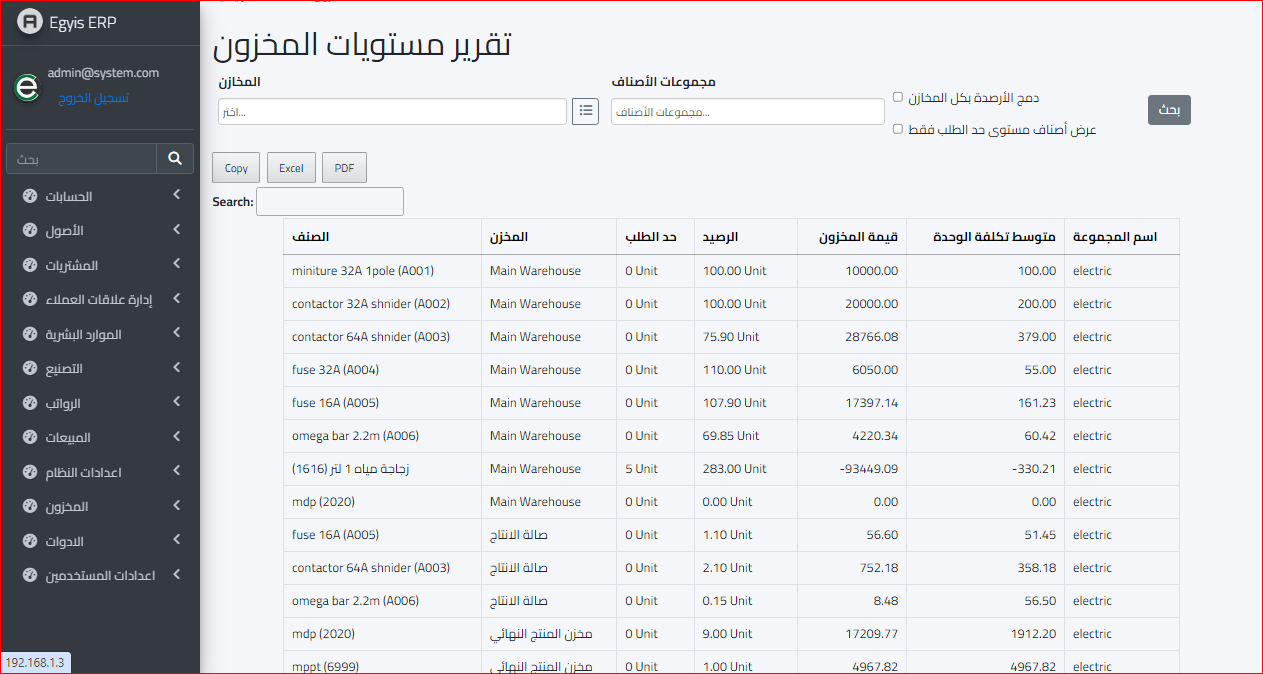 Egyis ERP
admin@system.com
تسجيل الخروج
بحث
الحسابات
الأصول
المشتريات
إدارة علاقات العملاء
الموارد البشرية
التصنيع
الرواتب
المبيعات
اعدادات النظام
المخزون
الادوات
اعدادات المستخدمين
192.168.1.3
تقرير مستويات المخزون
المخازن
اختر...
مجموعات الأصناف
مجموعات الأصناف...
دمج الأرصدة بكل المخازن
عرض أصناف مستوى حد الطلب فقط
بحث
Copy Excel PDF
Search:
الصنف المخزن حد الطلب الرصيد قيمة المخزون متوسط تكلفة الوحدة اسم المجموعة
miniture 32A 1pole (A001) Main Warehouse 0 Unit 100.00 Unit 10000.00 100.00 electric
contactor 32A shnider (A002) Main Warehouse 0 Unit 100.00 Unit 20000.00 200.00 electric
contactor 64A shnider (A003) Main Warehouse 0 Unit 75.90 Unit 28766.08 379.00 electric
fuse 32A (A004) Main Warehouse 0 Unit 110.00 Unit 6050.00 55.00 electric
fuse 16A (A005) Main Warehouse 0 Unit 107.90 Unit 17397.14 161.23 electric
omega bar 2.2m (A006) Main Warehouse 0 Unit 69.85 Unit 4220.34 60.42 electric
زجاجة مياه 1 لتر (1616) Main Warehouse 5 Unit 283.00 Unit -93449.09 -330.21 electric
mdp (2020) Main Warehouse 0 Unit 0.00 Unit 0.00 0.00 electric
fuse 16A (A005) صالة الانتاج 0 Unit 1.10 Unit 56.60 51.45 electric
contactor 64A shnider (A003) صالة الانتاج 0 Unit 2.10 Unit 752.18 358.18 electric
omega bar 2.2m (A006) صالة الانتاج 0 Unit 0.15 Unit 8.48 56.50 electric
mdp (2020) مخزن المنتج النهائي 0 Unit 9.00 Unit 17209.77 1912.20 electric
mppt (6999) مخزن المنتج النهائي 0 Unit 1.00 Unit 4967.82 4967.82 electric